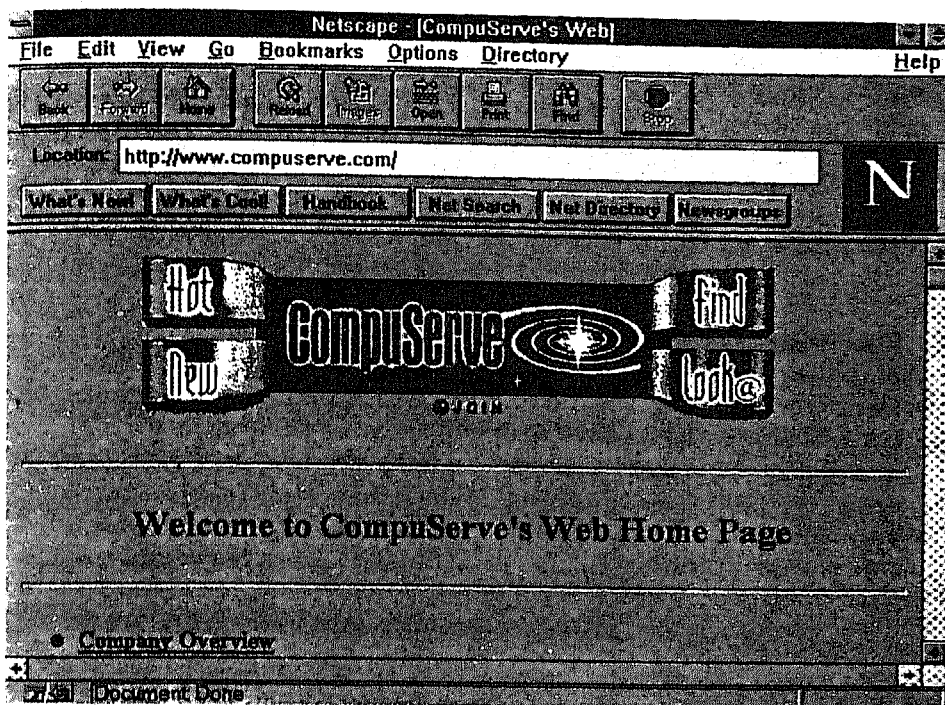 Netscape - [CompuServe's Web]
File Edit View Go Bookmarks Options Directory Help
Back Forward Home Reload Images Open Print Find Stop
Location: http://www.compuserve.com/
N
What's New! What's Cool! Handbook Net Search Net Directory Newsgroups
Hot Find
CompuServe
New Look@
JOIN
Welcome to CompuServe's Web Home Page
Company Overview
Document: Done